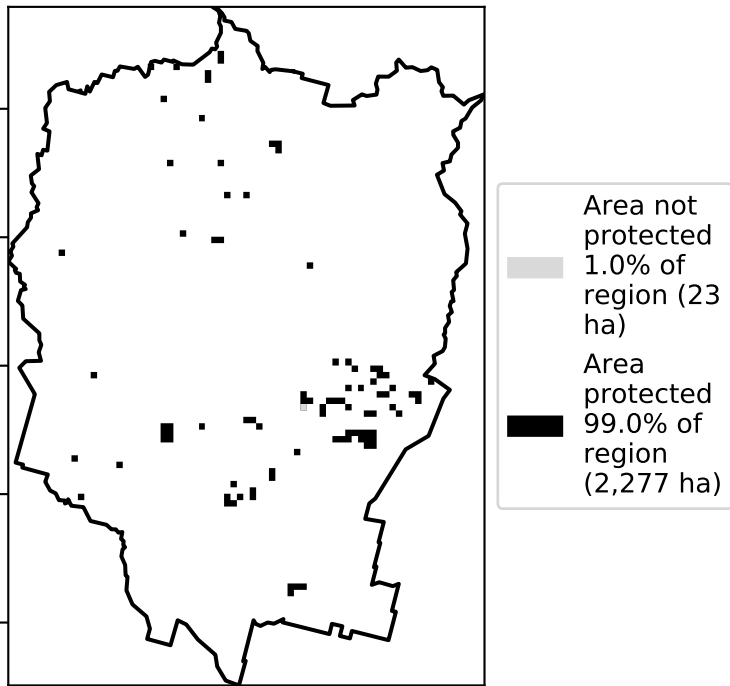 Area not
protected
1.0% of
region (23
ha)
Area
protected
99.0% of
region
(2,277 ha)